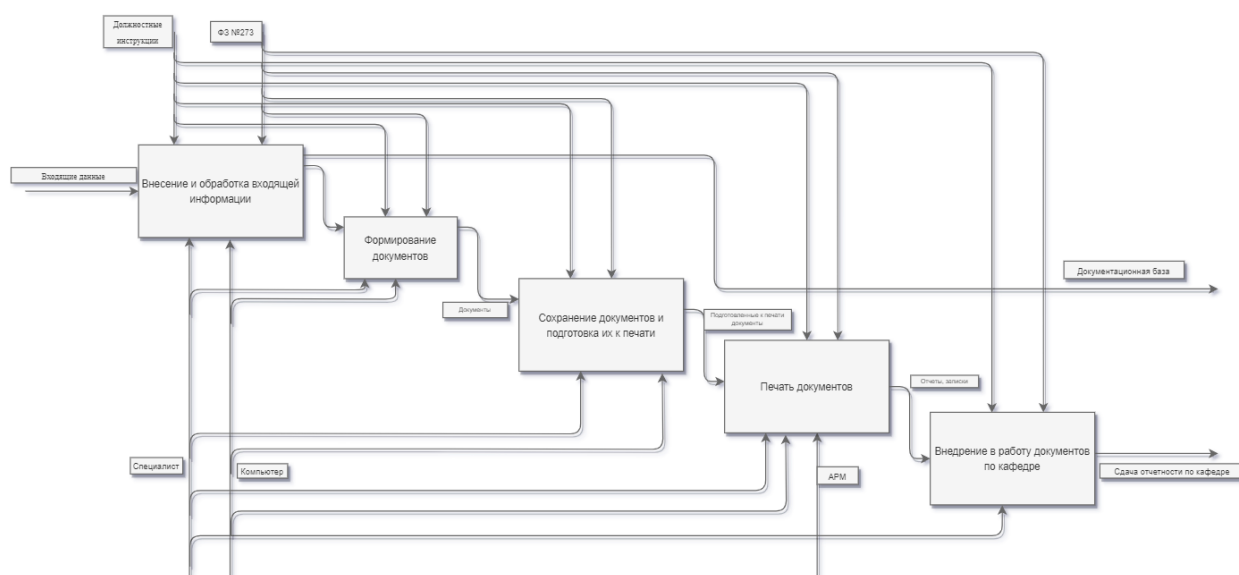 Должностные
инструкции
ФЗ №273
Входящие данные
Внесение и обработка входящей
информации
Формирование
документов
Документационная база
Документы
Сохранение документов и
подготовка их к печати
Подготовленные к печати
документы
Печать документов
Отчеты, записки
Внедрение в работу документов
по кафедре
Специалист
Компьютер
АРМ
Сдача отчетности по кафедре